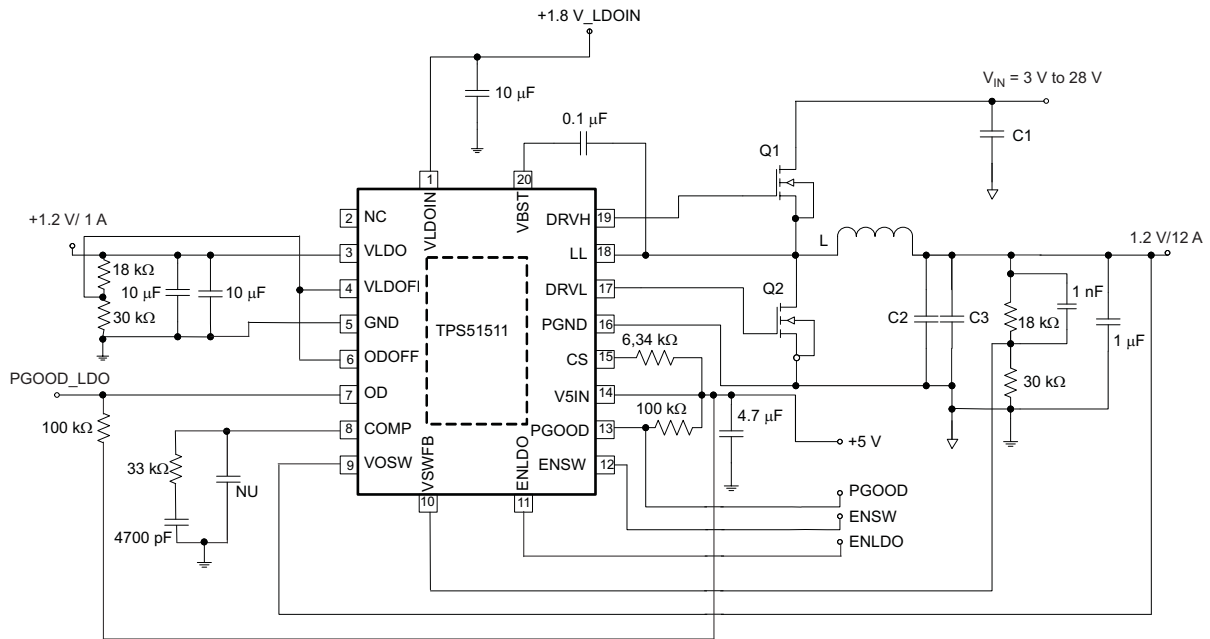 +1.8 V_LDOIN
10 μF
VIN = 3 V to 28 V
0.1 μF
C1
Q1
1
20
VLDOIN
VBST
2
NC
DRVH
19
+1.2 V/ 1 A
3
VLDO
LL
18
L
1.2 V/12 A
18 kΩ
10 μF
10 μF
4
VLDOFI
DRVL
17
Q2
1 nF
30 kΩ
5
GND
TPS51511
PGND
16
C2
C3
18 kΩ
1 μF
6
ODOFF
CS
15
6,34 kΩ
30 kΩ
PGOOD_LDO
7
OD
V5IN
14
100 kΩ
4.7 μF
100 kΩ
8
COMP
PGOOD
13
+5 V
33 kΩ
NU
9
VOSW
VSWFB
ENLDO
ENSW
12
10
11
PGOOD
ENSW
ENLDO
4700 pF